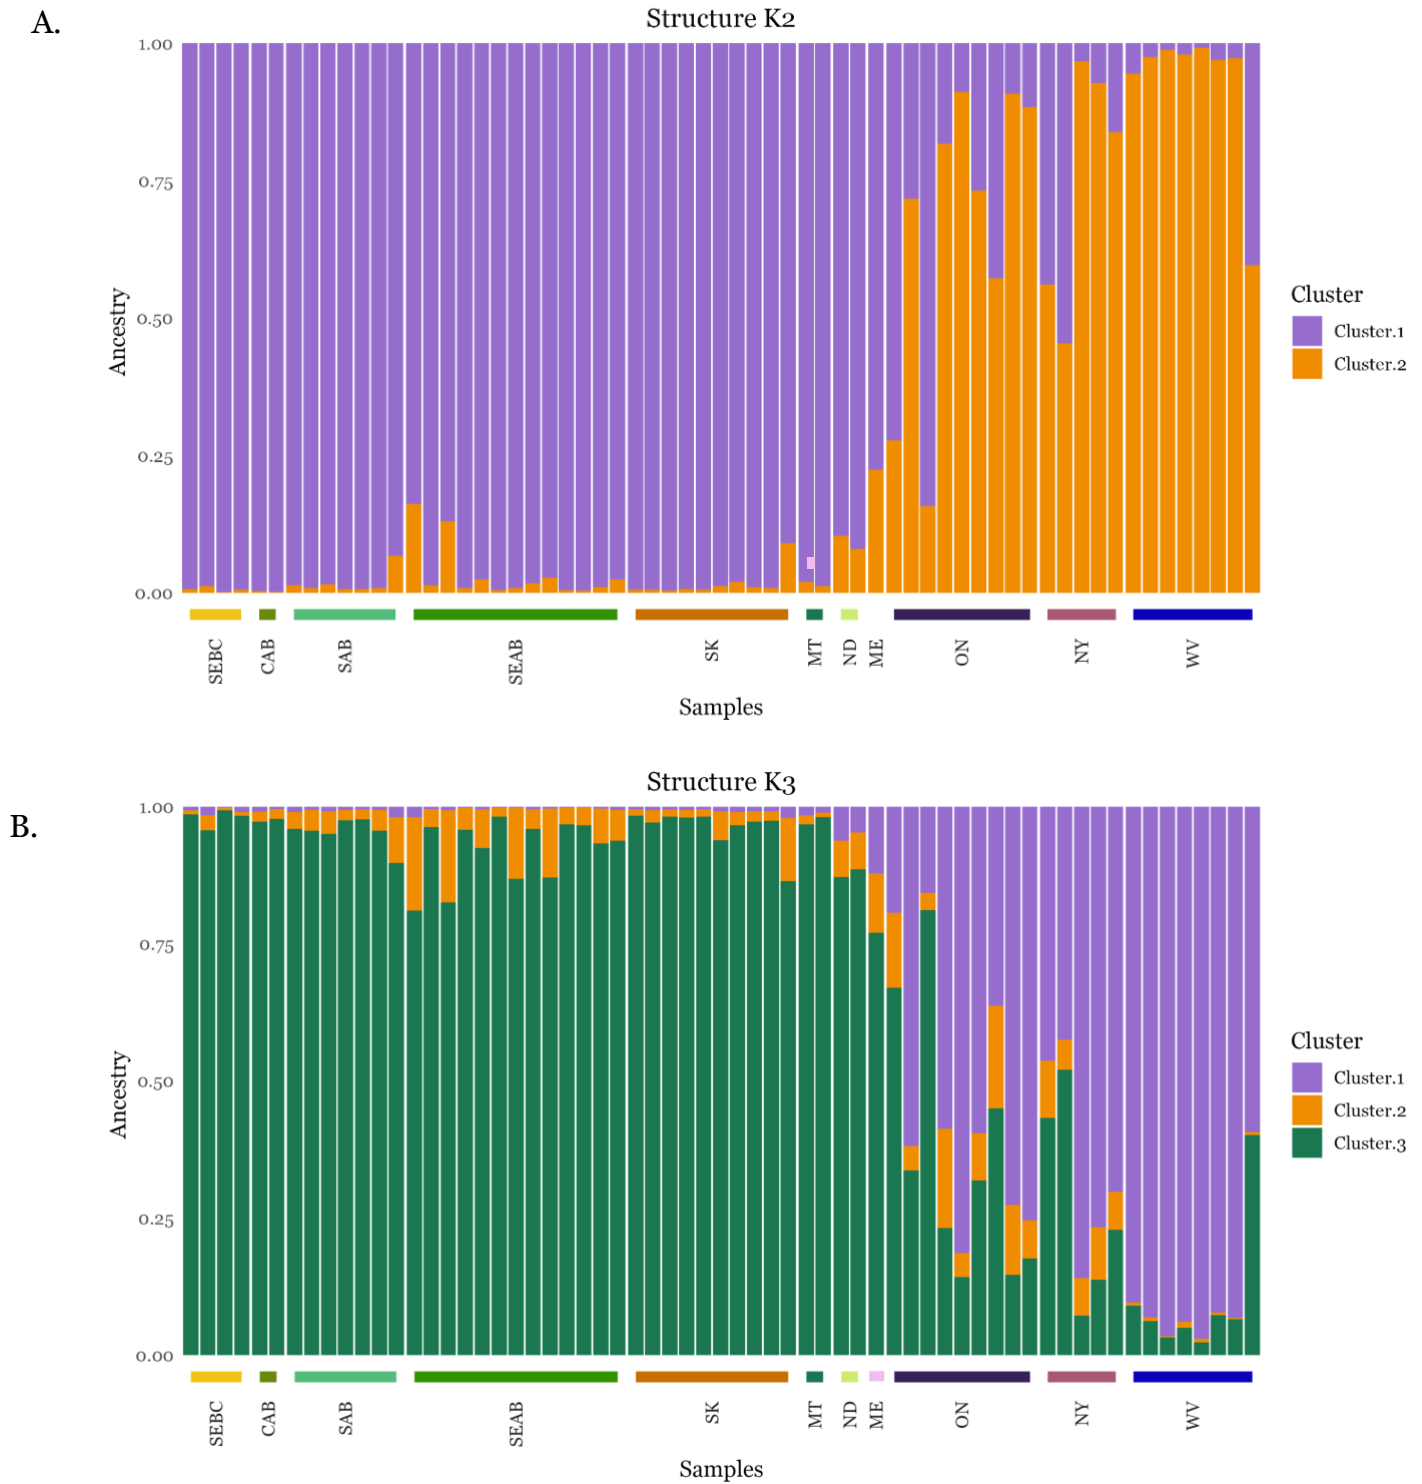 A.
Structure K2
1.00
0.75
0.50
0.25
0.00
Ancestry
Cluster
Cluster.1
Cluster.2
SEBC
CAB
SAB
SEAB
SK
MT
ND
ME
ON
NY
WV
Samples
B.
Structure K3
1.00
0.75
0.50
0.25
0.00
Ancestry
Cluster
Cluster.1
Cluster.2
Cluster.3
SEBC
CAB
SAB
SEAB
SK
MT
ND
ME
ON
NY
WV
Samples